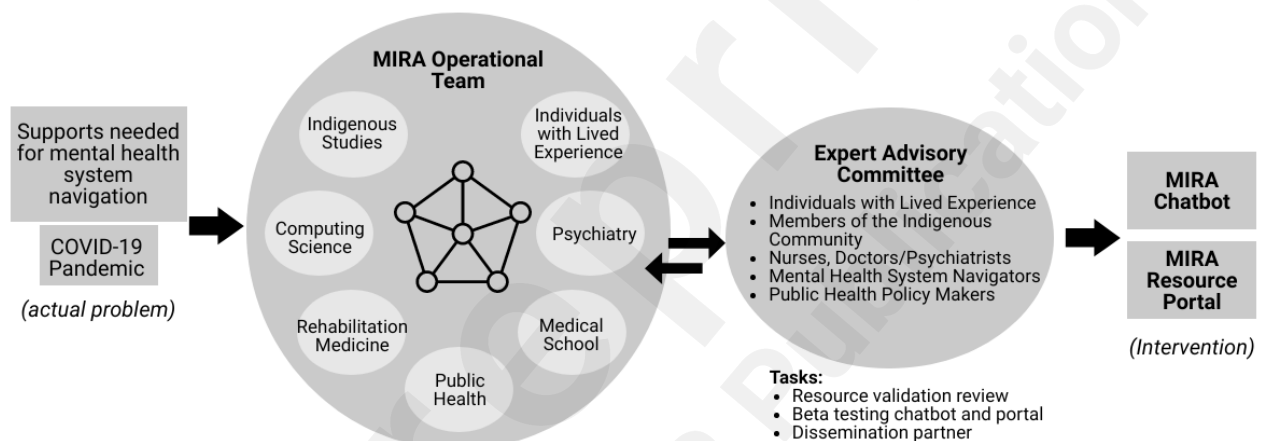 Supports needed
for mental health
system
navigation
COVID-19
Pandemic
(actual problem)
MIRA Operational
Team
Indigenous
Studies
Individuals
with Lived
Experience
Computing
Science
Psychiatry
Rehabilitation
Medicine
Medical
School
Public
Health
Expert Advisory
Committee
• Individuals with Lived Experience
• Members of the Indigenous
Community
• Nurses, Doctors/Psychiatrists
• Mental Health System Navigators
• Public Health Policy Makers
Tasks:
• Resource validation review
• Beta testing chatbot and portal
• Dissemination partner
MIRA
Chatbot
MIRA
Resource
Portal
(Intervention)